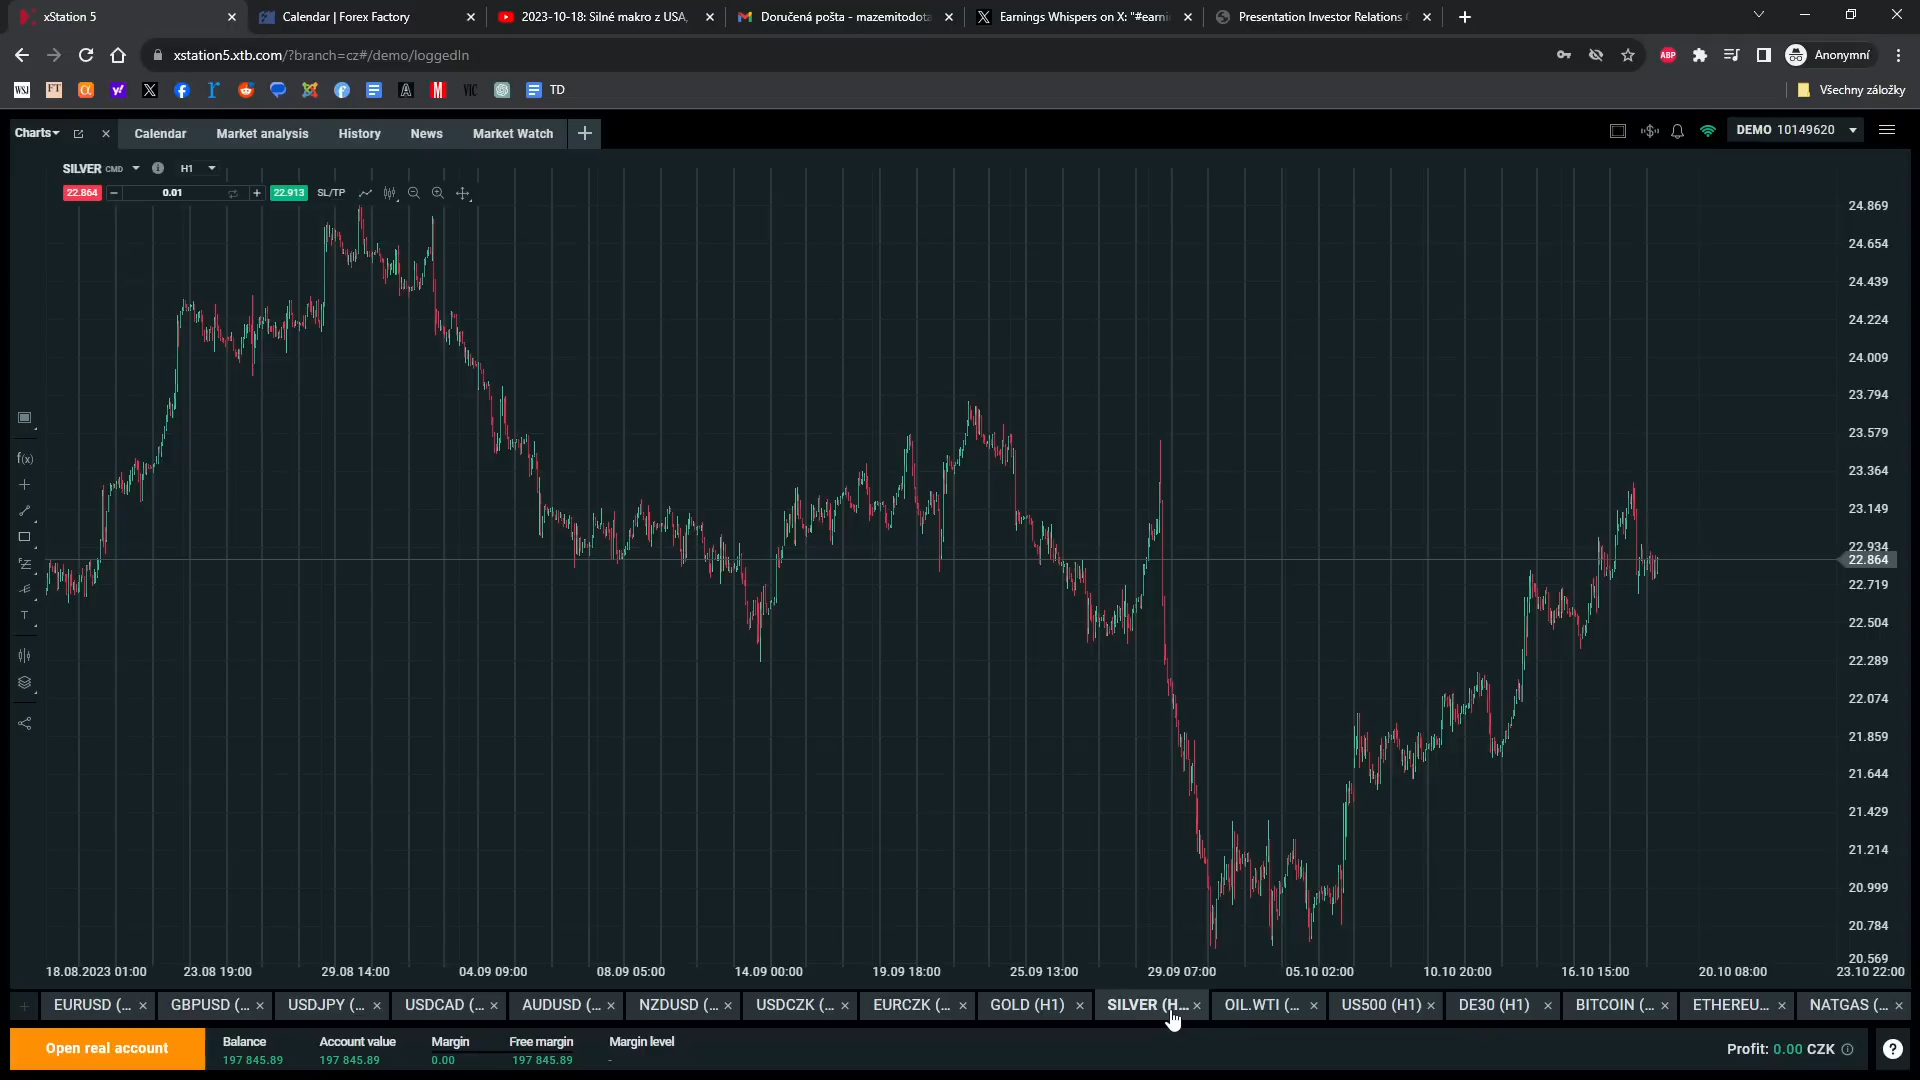 xStation 5
Calendar | Forex Factory
2023-10-18: Silné makro z USA,
Doručená pošta - mazemitodota
Earnings Whispers on X: "#earni
Presentation Investor Relations
xstation5.xtb.com/?branch=cz#/demo/loggedIn
ABP
Anonymní
WSJ
FT
VIC
TD
Všechny záložky
Charts
Calendar
Market analysis
History
News
Market Watch
DEMO 10149620
SILVER CMD
H1
22.864
0.01
22.913
SL/TP
24.869
24.654
24.439
24.224
24.009
23.794
23.579
23.364
23.149
22.934
22.864
22.719
22.504
22.289
22.074
21.859
21.644
21.429
21.214
20.999
20.784
20.569
f(x)
T
18.08.2023 01:00
23.08 19:00
29.08 14:00
04.09 09:00
08.09 05:00
14.09 00:00
19.09 18:00
25.09 13:00
29.09 07:00
05.10 02:00
10.10 20:00
16.10 15:00
20.10 08:00
23.10 22:00
EURUSD (...
GBPUSD (...
USDJPY (...
USDCAD (...
AUDUSD (...
NZDUSD (...
USDCZK (...
EURCZK (...
GOLD (H1)
SILVER (H...
OIL.WTI (...
US500 (H1)
DE30 (H1)
BITCOIN (...
ETHEREU...
NATGAS (...
Open real account
Balance
197 845.89
Account value
197 845.89
Margin
0.00
Free margin
197 845.89
Margin level
-
Profit: 0.00 CZK